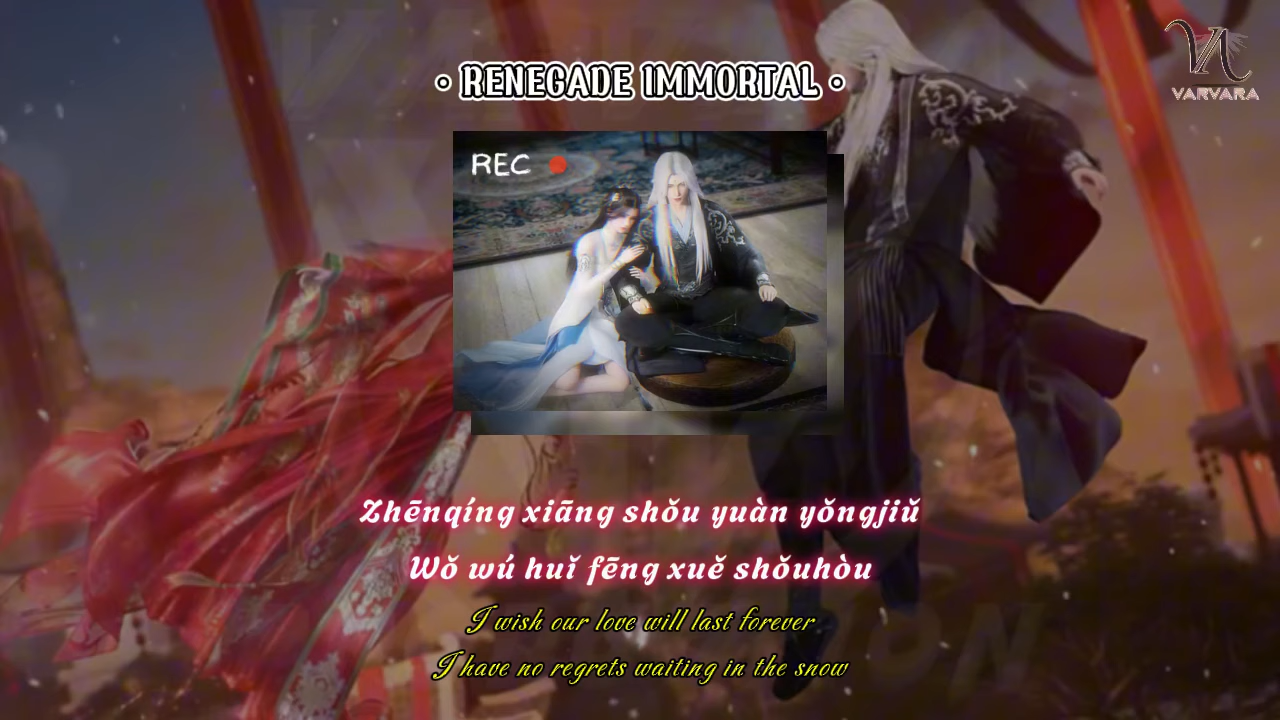 • RENEGADE IMMORTAL •
VARVARA
REC
Zhēnqíng xiāng shǒu yuàn yǒngjiǔ
Wǒ wú huǐ fēng xuě shǒuhòu
I wish our love will last forever
I have no regrets waiting in the snow